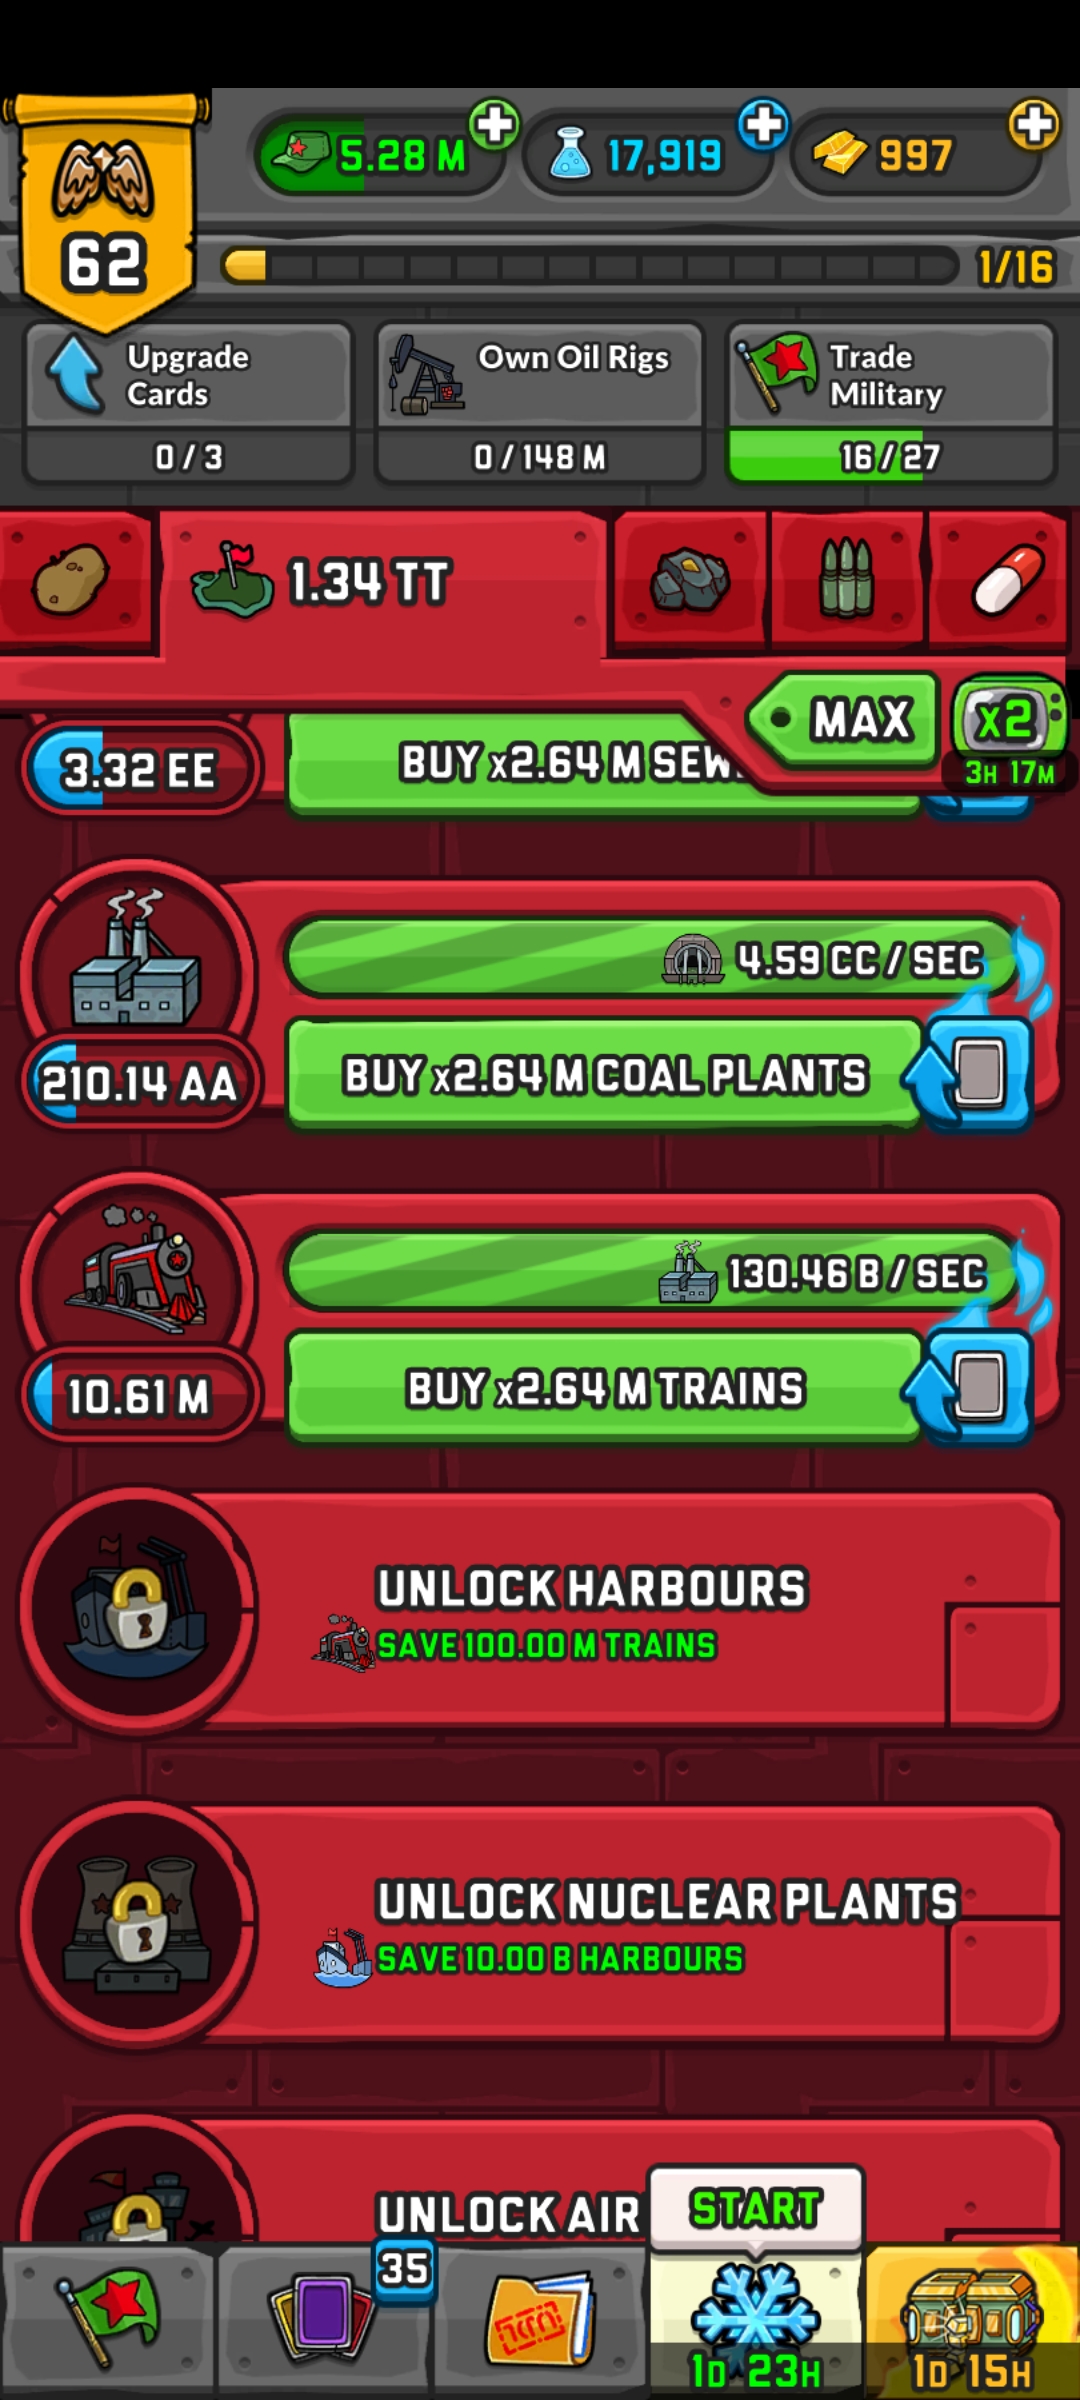 5.28 M
17,919
997
62
1/16
Upgrade
Cards
0 / 3
Own Oil Rigs
0 / 148 M
Trade
Military
16 / 27
1.34 TT
MAX
x2
3H 17M
3.32 EE
BUY x2.64 M SEW
4.59 CC / SEC
210.14 AA
BUY x2.64 M COAL PLANTS
130.46 B / SEC
10.61 M
BUY x2.64 M TRAINS
UNLOCK HARBOURS
SAVE 100.00 M TRAINS
UNLOCK NUCLEAR PLANTS
SAVE 10.00 B HARBOURS
UNLOCK AIR
START
35
1D 23H
1D 15H